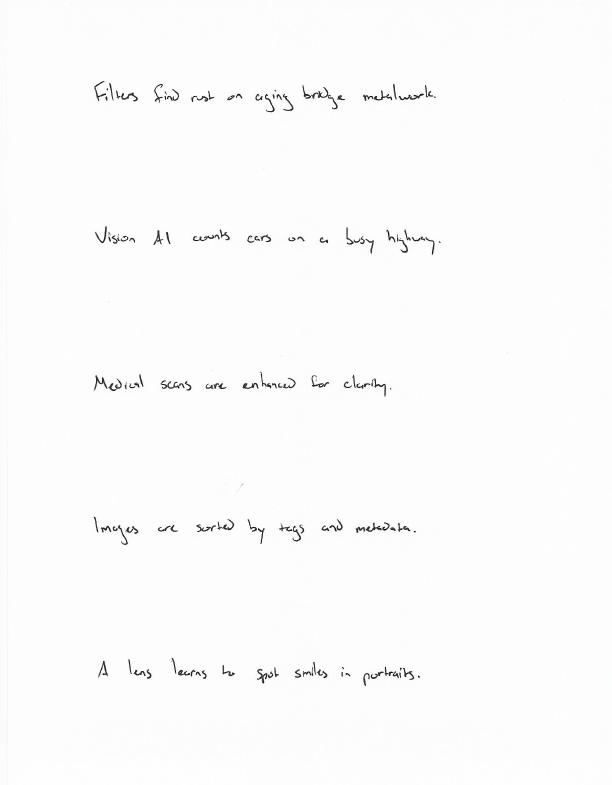 Filters find rust on aging bridge metalwork.
Vision AI counts cars on a busy highway.
Medical scans are enhanced for clarity.
Images are sorted by tags and metadata.
A lens learns to spot smiles in portraits.